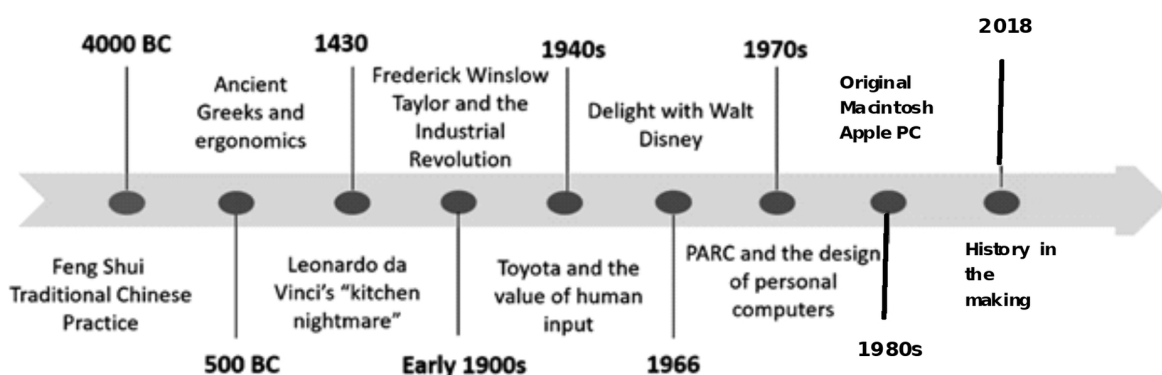 4000 BC
Feng Shui
Traditional Chinese
Practice
Ancient
Greeks and
ergonomics
500 BC
1430
Leonardo da
Vinci's “kitchen
nightmare”
Frederick Winslow
Taylor and the
Industrial
Revolution
Early 1900s
1940s
Toyota and the
value of human
input
Delight with Walt
Disney
1966
1970s
PARC and the design
of personal
computers
Original
Macintosh
Apple PC
1980s
2018
History in
the
making